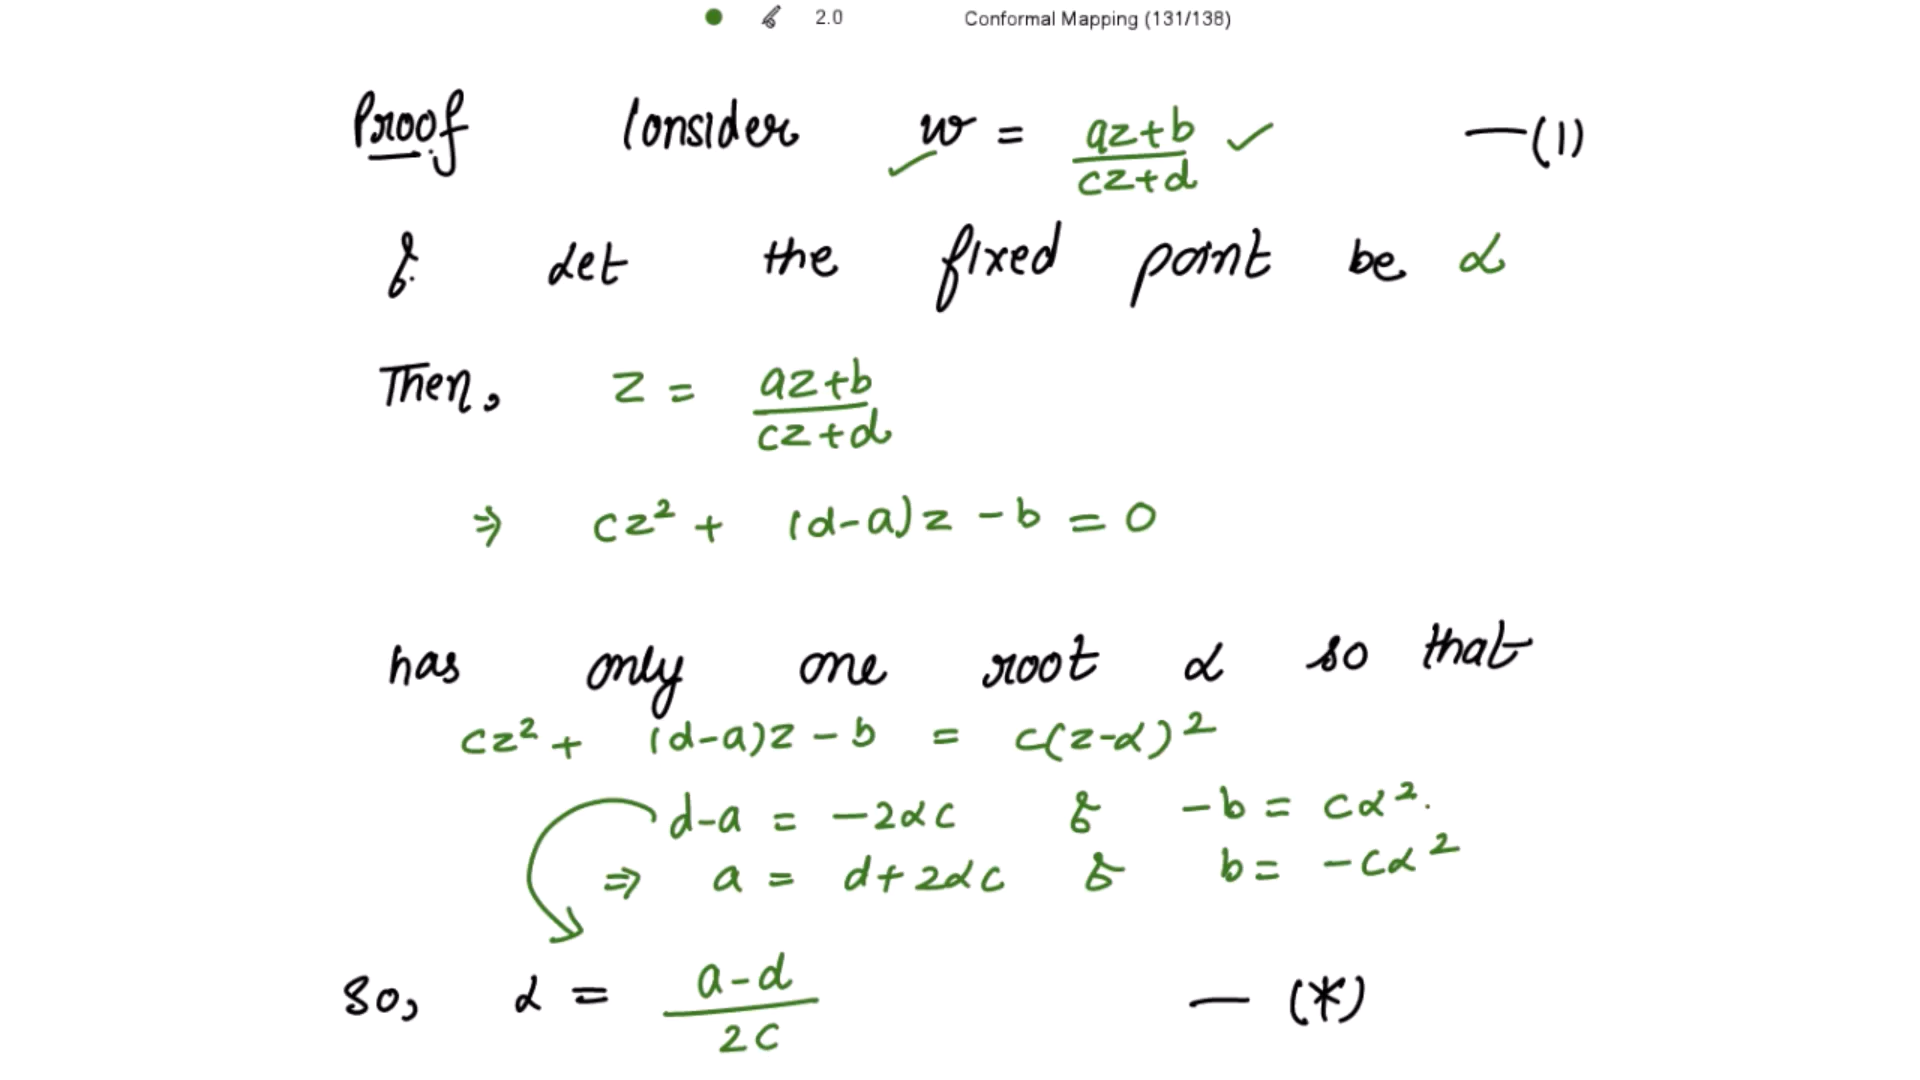 2.0 Conformal Mapping (131/138)
Proof Consider w = az+b / cz+d —(1)
& Let the fixed point be α
Then, z = az+b / cz+d
⇒ cz² + (d-a)z - b = 0
has only one root α so that
cz² + (d-a)z - b = c(z-α)²
d-a = -2αc & -b = cα².
⇒ a = d+2αc & b = -cα²
So, α = a-d / 2c — (*)